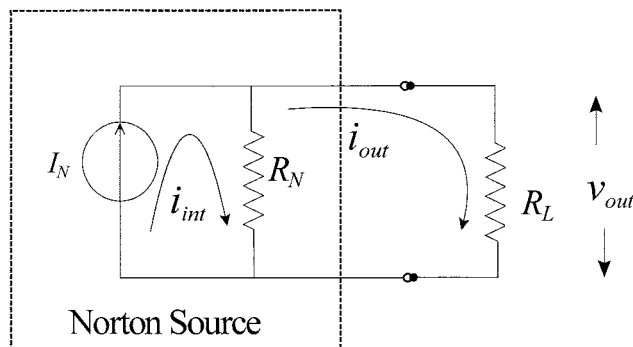 I_N
i_int
R_N
i_out
R_L
v_out
Norton Source